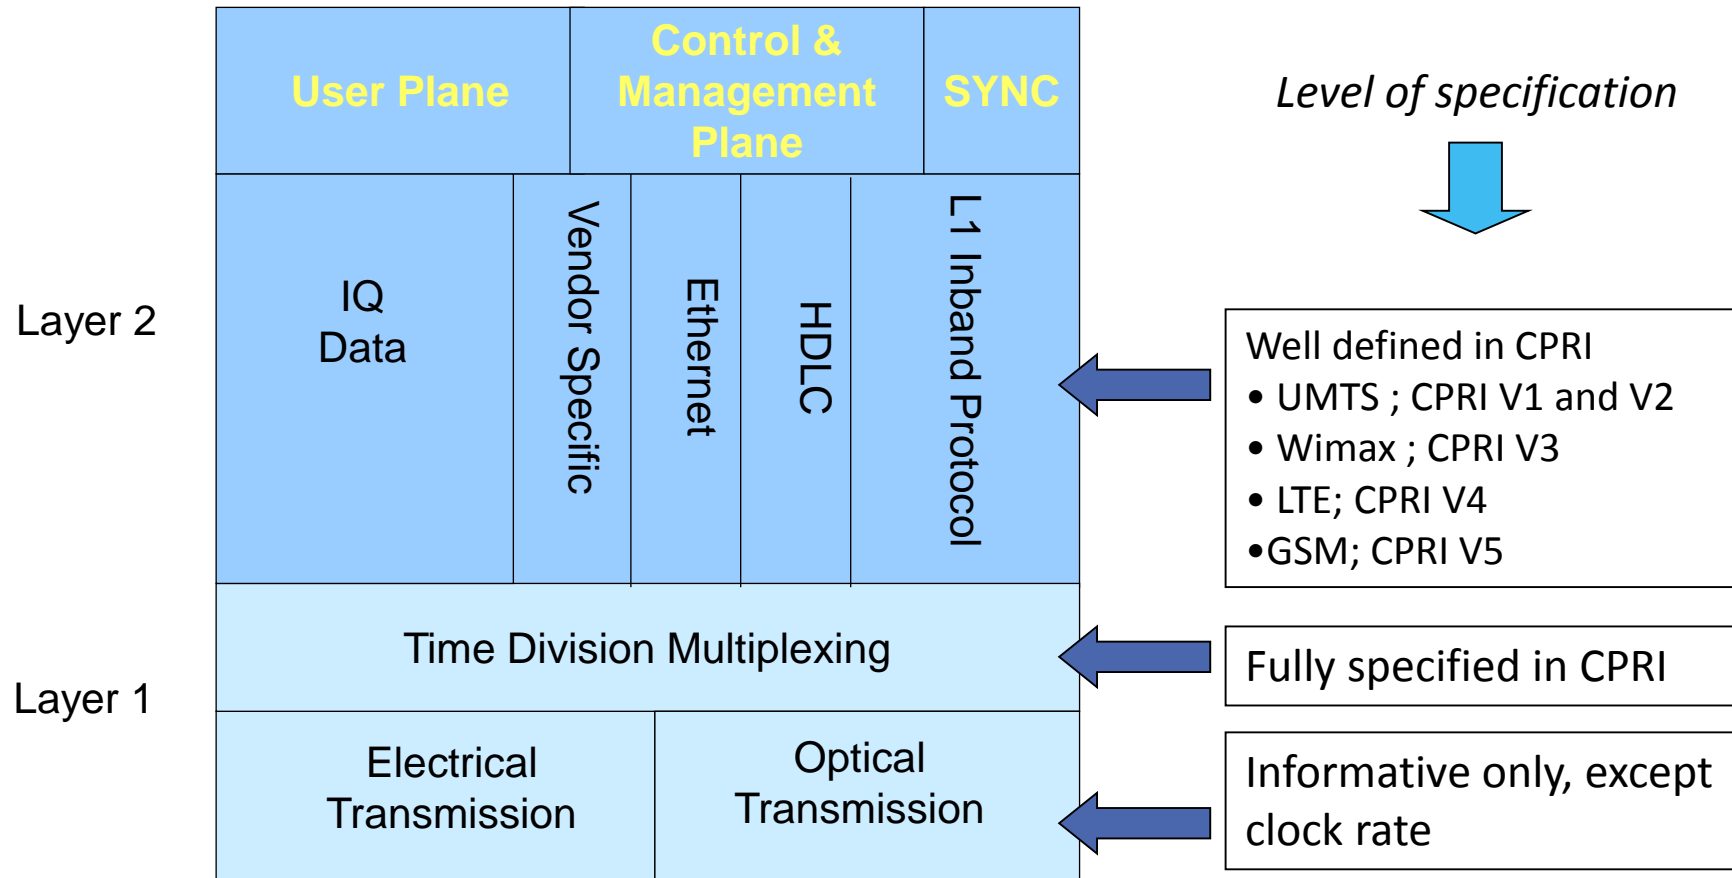 User Plane
Control &
Management
Plane
SYNC
Level of specification
Layer 2
IQ
Data
Vendor Specific
Ethernet
HDLC
L1 Inband Protocol
Well defined in CPRI
• UMTS ; CPRI V1 and V2
• Wimax ; CPRI V3
• LTE; CPRI V4
•GSM; CPRI V5
Layer 1
Time Division Multiplexing
Fully specified in CPRI
Electrical
Transmission
Optical
Transmission
Informative only, except
clock rate